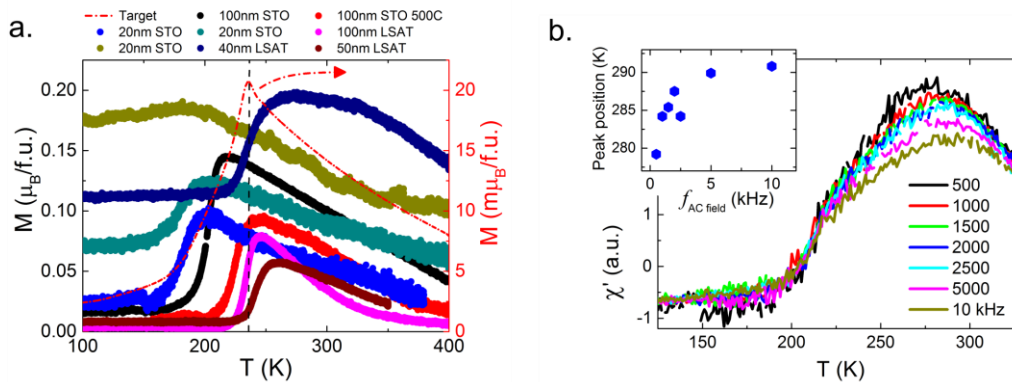 a.
Target
100nm STO
100nm STO 500C
20nm STO
20nm STO
100nm LSAT
20nm STO
40nm LSAT
50nm LSAT
M (μB/f.u.)
0.20
0.15
0.10
0.05
0.00
20
15
10
5
0
M (mμB/f.u.)
100 200 300 400
T (K)
b.
Peak position (K)
290
285
280
0 5 10
fAC field (kHz)
χ' (a.u.)
0
-1
500
1000
1500
2000
2500
5000
10 kHz
150 200 250 300
T (K)